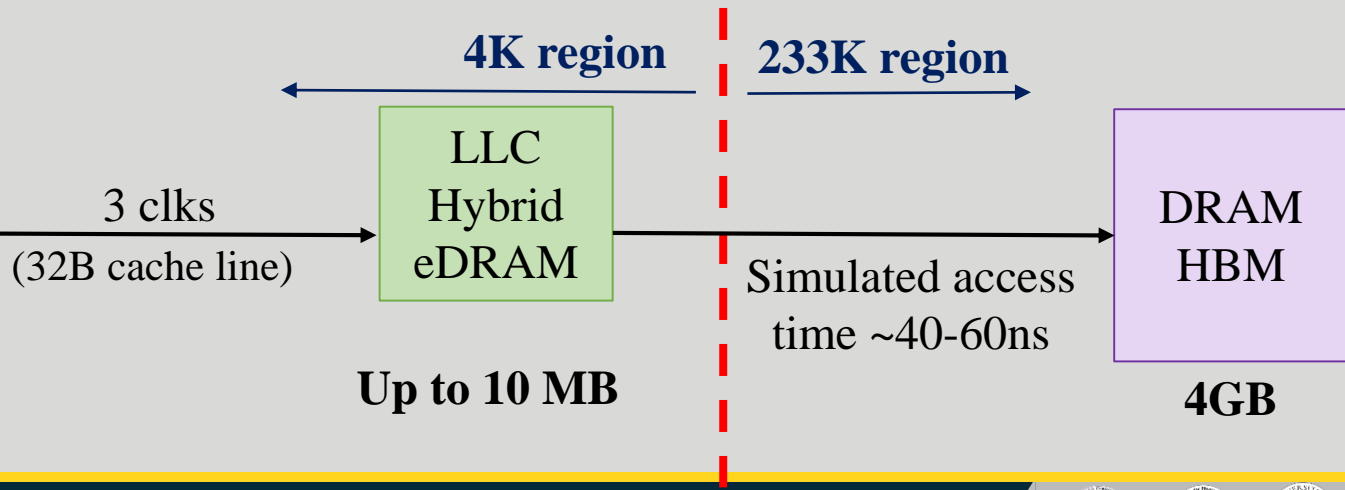 4K region
233K region
3 clks
(32B cache line)
LLC
Hybrid
eDRAM
Up to 10 MB
Simulated access
time ~40-60ns
DRAM
HBM
4GB